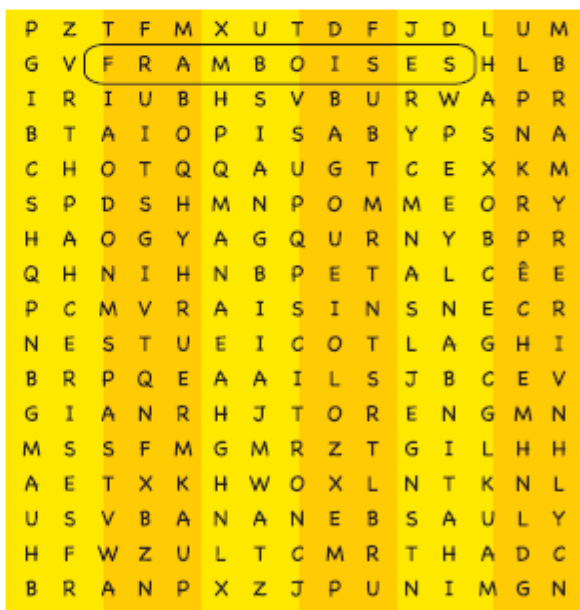 P Z T F M X U T D F J D L U M
G V F R A M B O I S E S H L B
I R I U B H S V B U R W A P R
B T A I O P I S A B Y P S N A
C H O T Q Q A U G T C E X K M
S P D S H M N P O M M E O R Y
H A O G Y A G Q U R N Y B P R
Q H N I H N B P E T A L C Ê E
P C M V R A I S I N S N E C R
N E S T U E I C O T L A G H I
B R P Q E A A I L S J B C E V
G I A N R H J T O R E N G M N
M S S F M G M R Z T G I L H H
A E T X K H W O X L N T K N L
U S V B A N A N E B S A U L Y
H F W Z U L T C M R T H A D C
B R A N P X Z J P U N I M G N